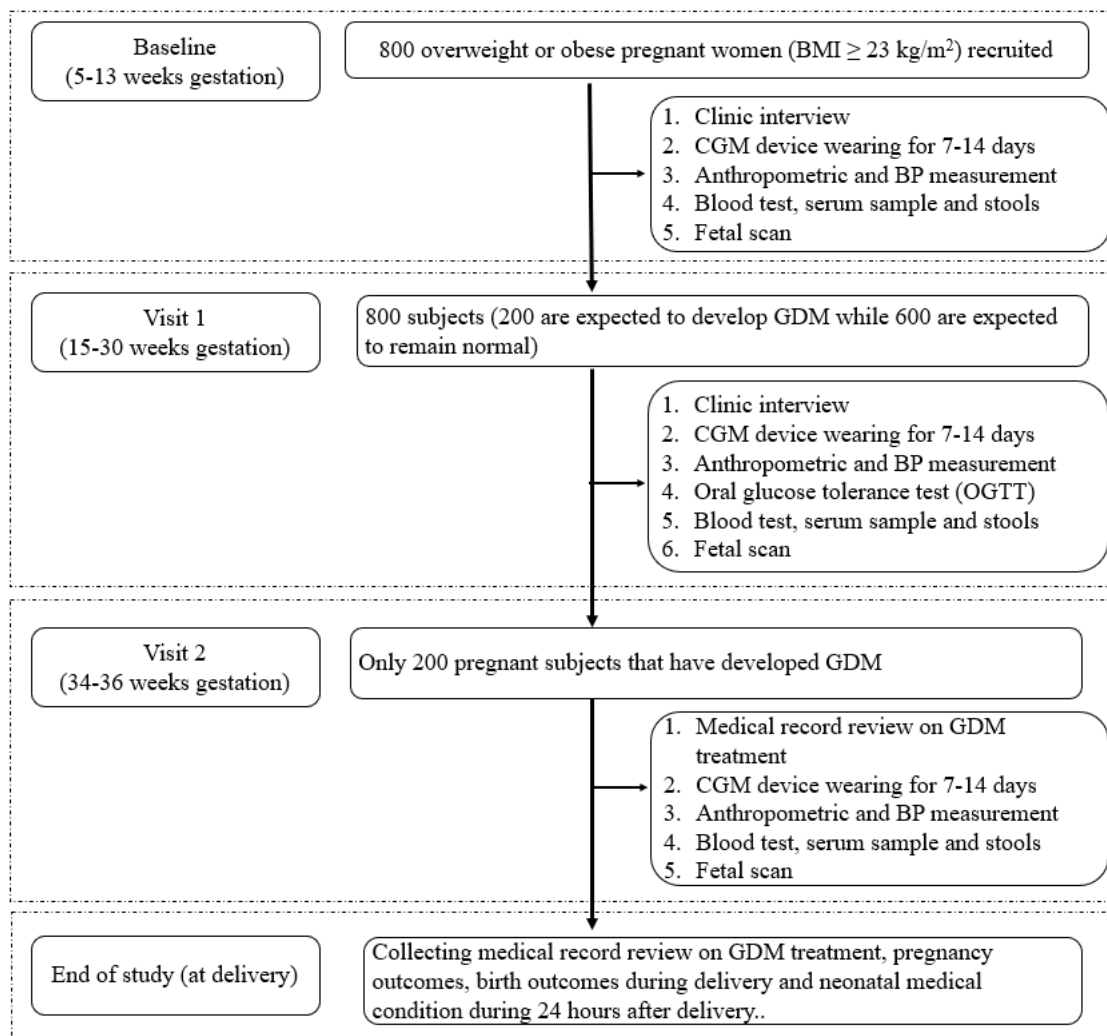 Baseline
(5-13 weeks gestation)
800 overweight or obese pregnant women (BMI ≥ 23 kg/m²) recruited
1. Clinic interview
2. CGM device wearing for 7-14 days
3. Anthropometric and BP measurement
4. Blood test, serum sample and stools
5. Fetal scan
Visit 1
(15-30 weeks gestation)
800 subjects (200 are expected to develop GDM while 600 are expected
to remain normal)
1. Clinic interview
2. CGM device wearing for 7-14 days
3. Anthropometric and BP measurement
4. Oral glucose tolerance test (OGTT)
5. Blood test, serum sample and stools
6. Fetal scan
Visit 2
(34-36 weeks gestation)
Only 200 pregnant subjects that have developed GDM
1. Medical record review on GDM
treatment
2. CGM device wearing for 7-14 days
3. Anthropometric and BP measurement
4. Blood test, serum sample and stools
5. Fetal scan
End of study (at delivery)
Collecting medical record review on GDM treatment, pregnancy
outcomes, birth outcomes during delivery and neonatal medical
condition during 24 hours after delivery..